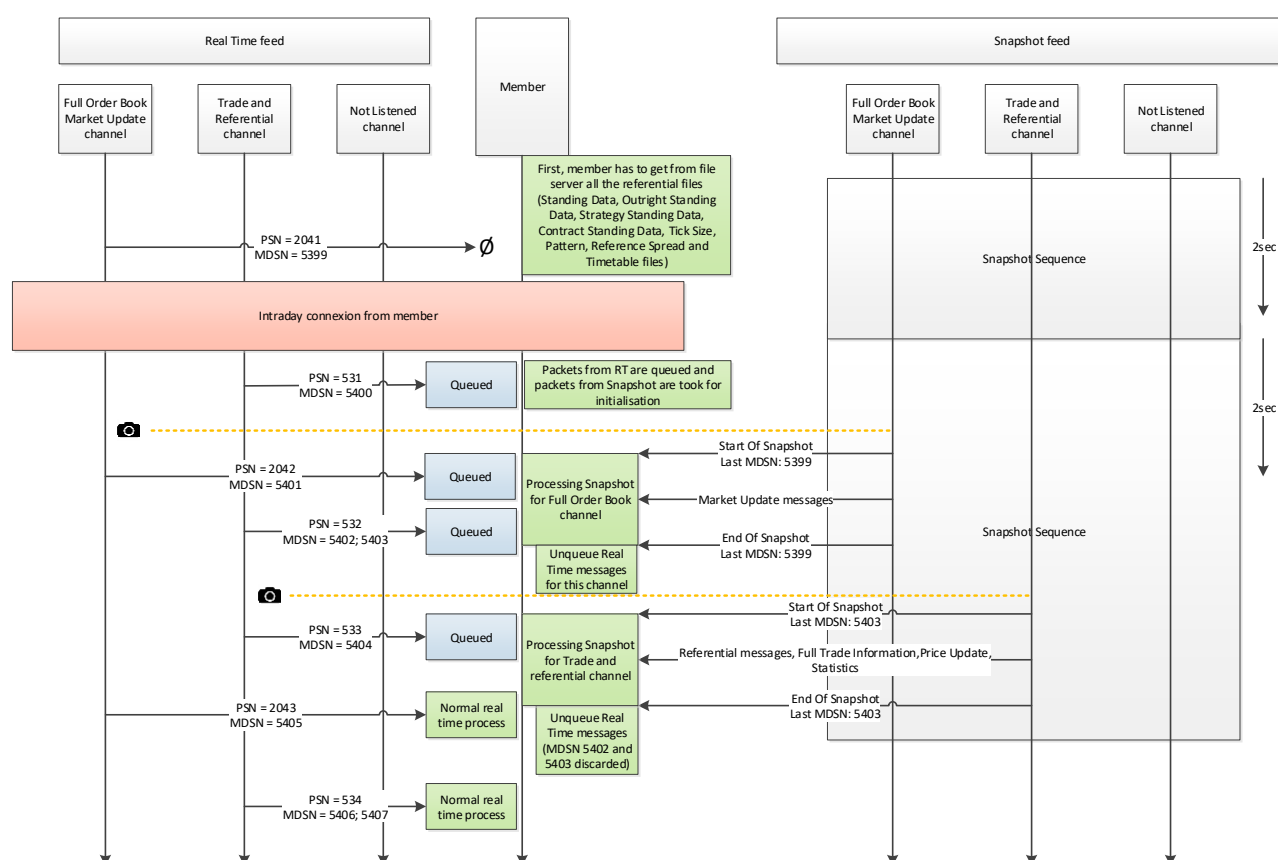 Real Time feed
Member
Snapshot feed
Full Order Book
Market Update
channel
Trade and
Referential
channel
Not Listened
channel
Full Order Book
Market Update
channel
Trade and
Referential
channel
Not Listened
channel
First, member has to get from file
server all the referential files
(Standing Data, Outright Standing
Data, Strategy Standing Data,
Contract Standing Data, Tick Size,
Pattern, Reference Spread and
Timetable files)
PSN = 2041
MDSN = 5399
Ø
Snapshot Sequence
2sec
Intraday connexion from member
PSN = 531
MDSN = 5400
Queued
Packets from RT are queued and
packets from Snapshot are took for
initialisation
2sec
Start Of Snapshot
Last MDSN: 5399
PSN = 2042
MDSN = 5401
Queued
Processing Snapshot
for Full Order Book
channel
Market Update messages
PSN = 532
MDSN = 5402; 5403
Queued
End Of Snapshot
Last MDSN: 5399
Snapshot Sequence
Unqueue Real
Time messages
for this channel
Start Of Snapshot
Last MDSN: 5403
PSN = 533
MDSN = 5404
Queued
Processing Snapshot
for Trade and
referential channel
Referential messages, Full Trade Information,Price Update,
Statistics
End Of Snapshot
Last MDSN: 5403
PSN = 2043
MDSN = 5405
Normal real
time process
Unqueue Real
Time messages
(MDSN 5402 and
5403 discarded)
PSN = 534
MDSN = 5406; 5407
Normal real
time process